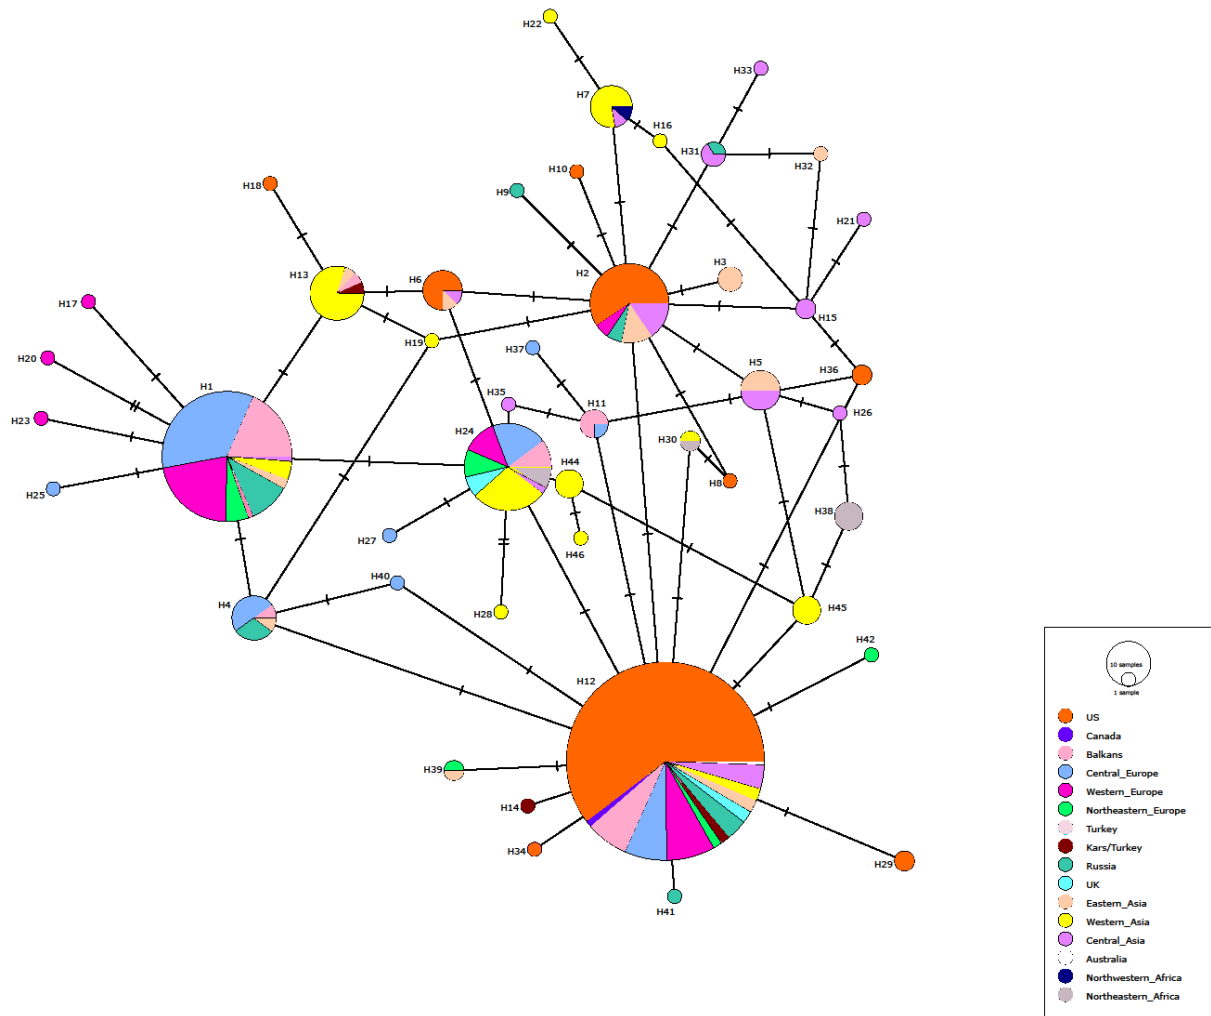 H22
H33
H7
H16
H31
H32
H10
H18
H9
H21
H3
H2
H6
H13
H17
H15
H19
H37
H20
H5
H36
H1
H35
H11
H26
H23
H24
H30
H44
H8
H25
H38
H27
H46
H40
H4
H28
H45
H42
H12
H39
H14
H34
H29
H41
10 samples
1 sample
US
Canada
Balkans
Central_Europe
Western_Europe
Northeastern_Europe
Turkey
Kars/Turkey
Russia
UK
Eastern_Asia
Western_Asia
Central_Asia
Australia
Northwestern_Africa
Northeastern_Africa